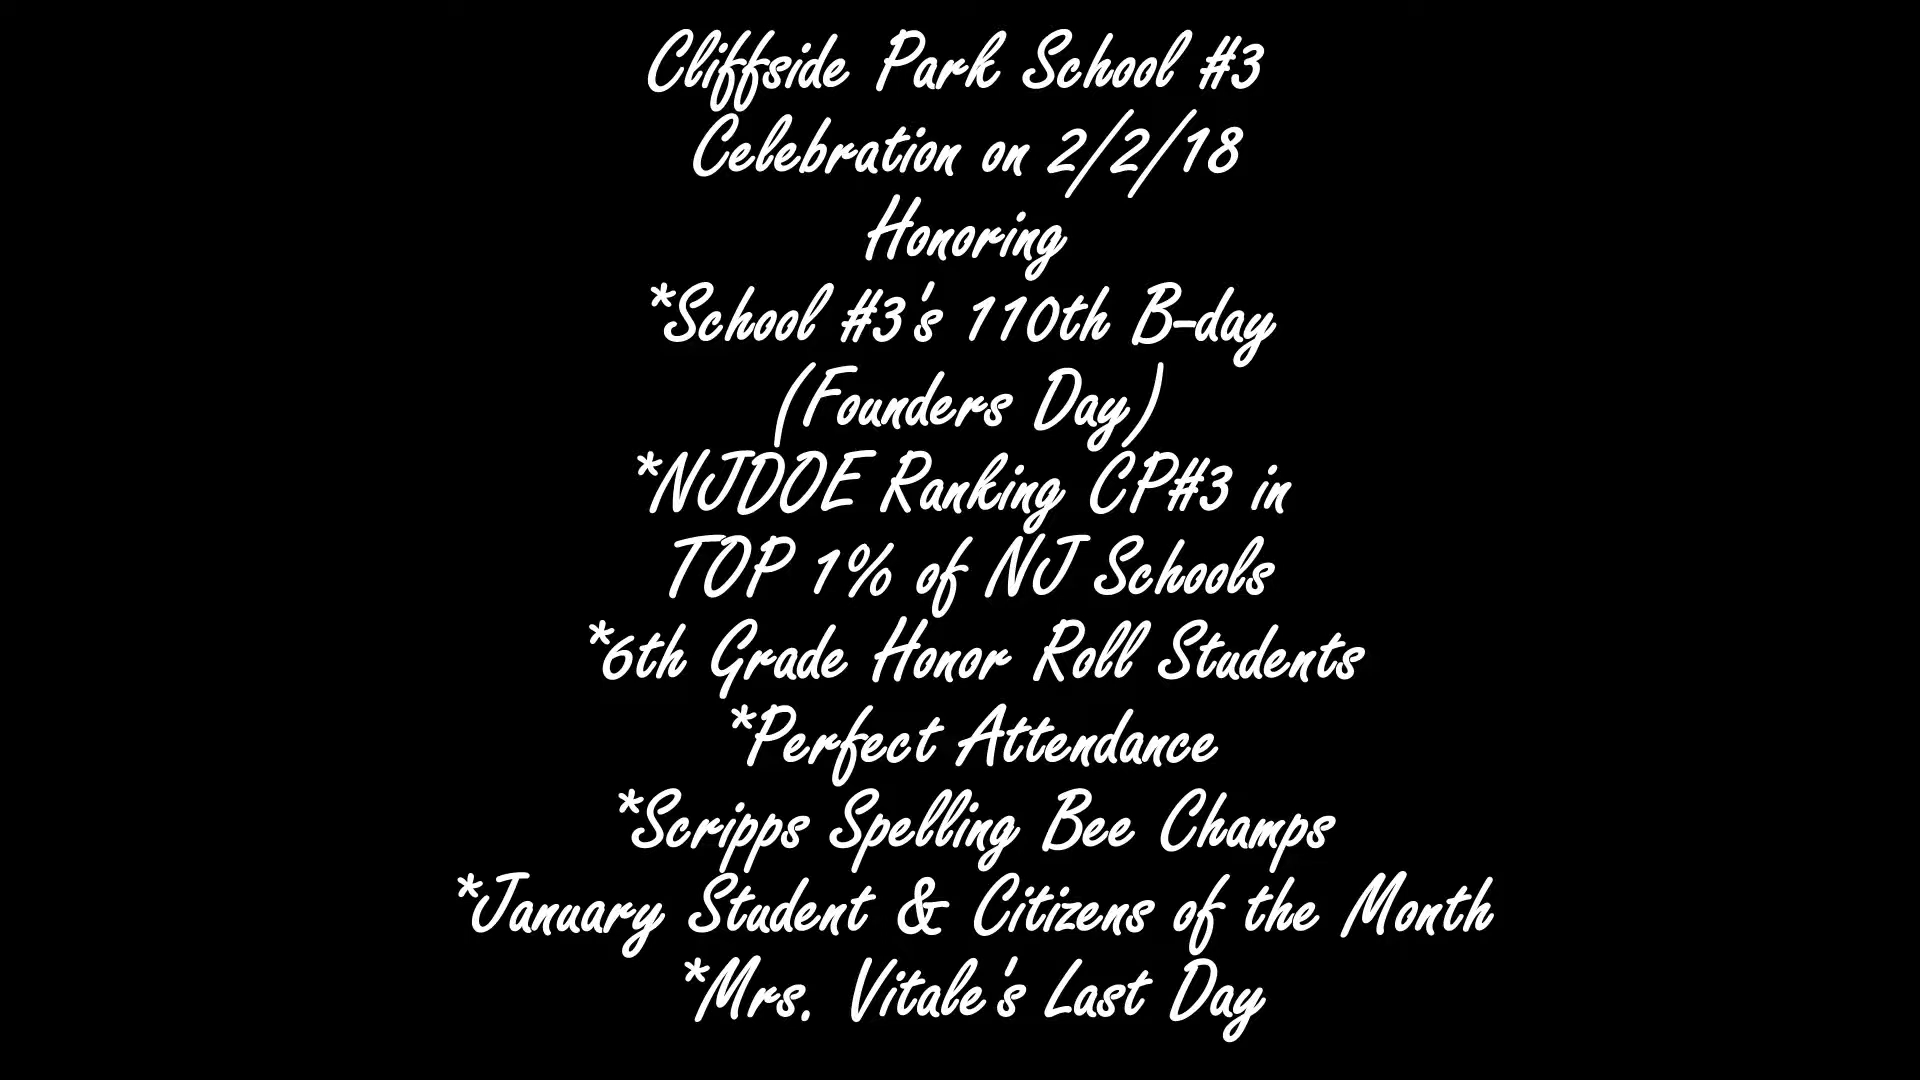 Cliffside Park School #3
Celebration on 2/2/18
Honoring
*School #3's 110th B-day
(Founders Day)
*NJDOE Ranking CP#3 in
TOP 1% of NJ Schools
*6th Grade Honor Roll Students
*Perfect Attendance
*Scripps Spelling Bee Champs
*January Student & Citizens of the Month
*Mrs. Vitale's Last Day